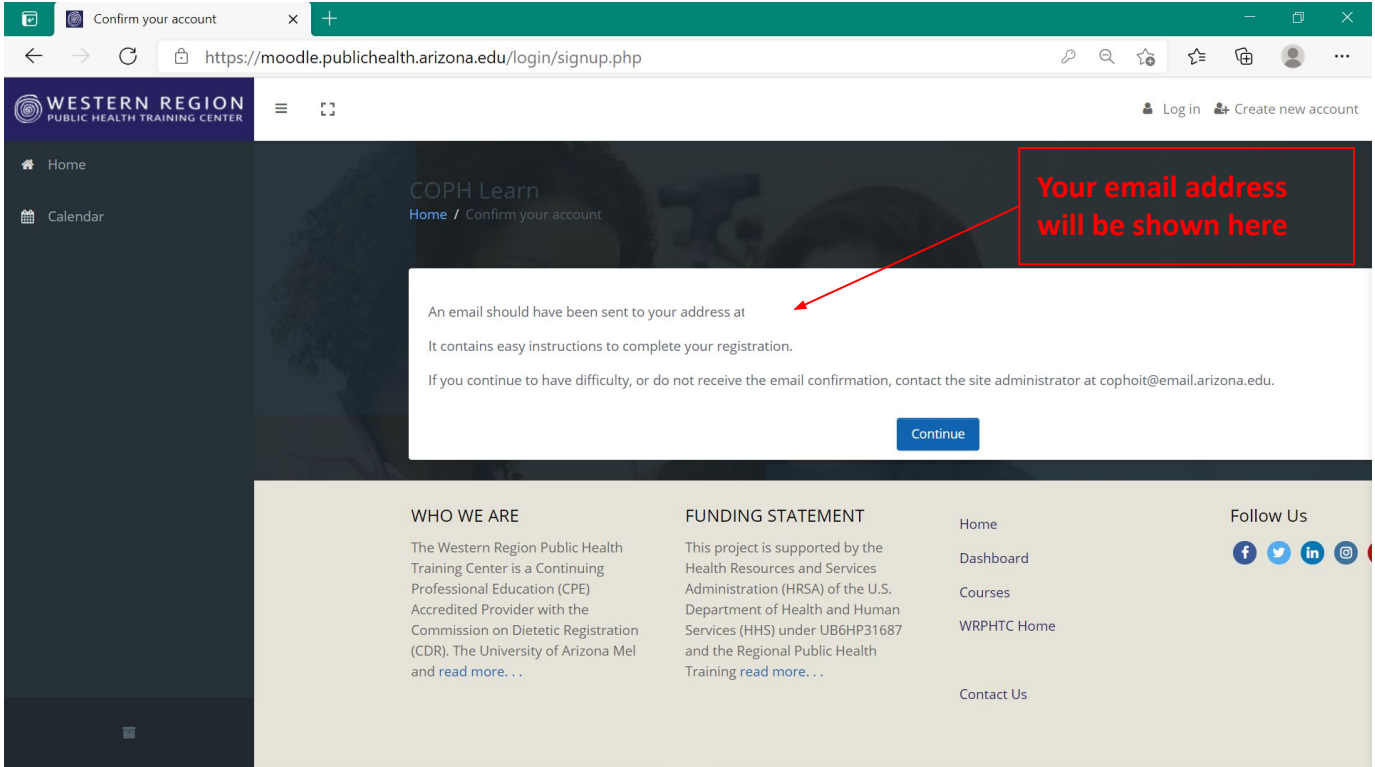 Confirm your account
https://moodle.publichealth.arizona.edu/login/signup.php
WESTERN REGION
PUBLIC HEALTH TRAINING CENTER
Log in
Create new account
Home
Calendar
COPH Learn
Home / Confirm your account
Your email address
will be shown here
An email should have been sent to your address at
It contains easy instructions to complete your registration.
If you continue to have difficulty, or do not receive the email confirmation, contact the site administrator at cophoit@email.arizona.edu.
Continue
WHO WE ARE
The Western Region Public Health
Training Center is a Continuing
Professional Education (CPE)
Accredited Provider with the
Commission on Dietetic Registration
(CDR). The University of Arizona Mel
and read more. . .
FUNDING STATEMENT
This project is supported by the
Health Resources and Services
Administration (HRSA) of the U.S.
Department of Health and Human
Services (HHS) under UB6HP31687
and the Regional Public Health
Training read more. . .
Home
Dashboard
Courses
WRPHTC Home
Contact Us
Follow Us